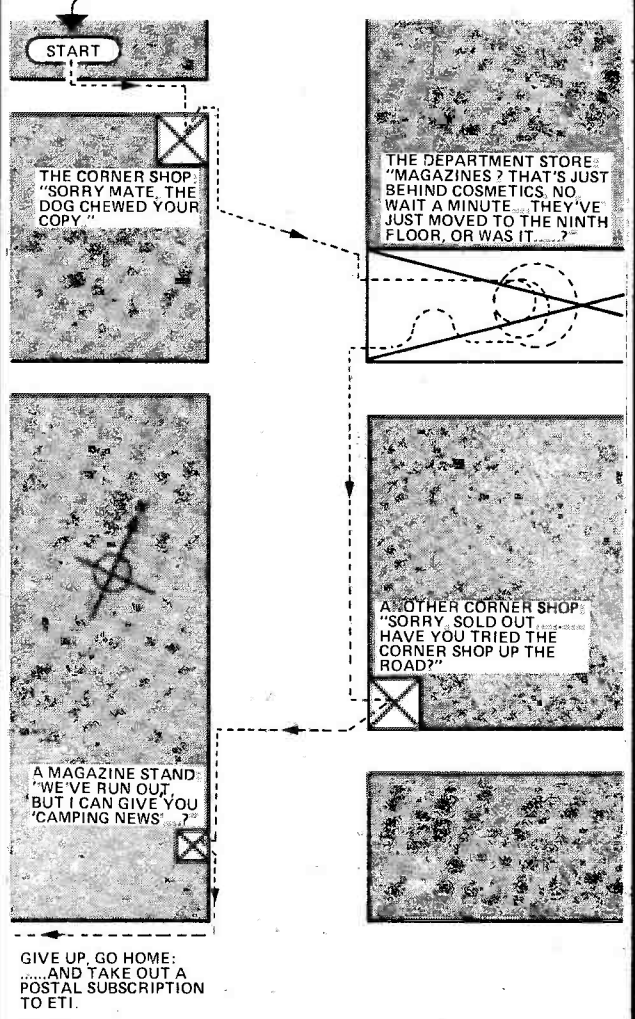 START
THE CORNER SHOP:
"SORRY MATE, THE
DOG CHEWED YOUR
COPY."
THE DEPARTMENT STORE:
"MAGAZINES? THAT'S JUST
BEHIND COSMETICS, NO
WAIT A MINUTE.....THEY'VE
JUST MOVED TO THE NINTH
FLOOR, OR WAS IT......?"
ANOTHER CORNER SHOP:
"SORRY, SOLD OUT..........
HAVE YOU TRIED THE
CORNER SHOP UP THE
ROAD?"
A MAGAZINE STAND:
"WE'VE RUN OUT,
BUT I CAN GIVE YOU
'CAMPING NEWS'....?"
GIVE UP, GO HOME:
......AND TAKE OUT A
POSTAL SUBSCRIPTION
TO ETI.